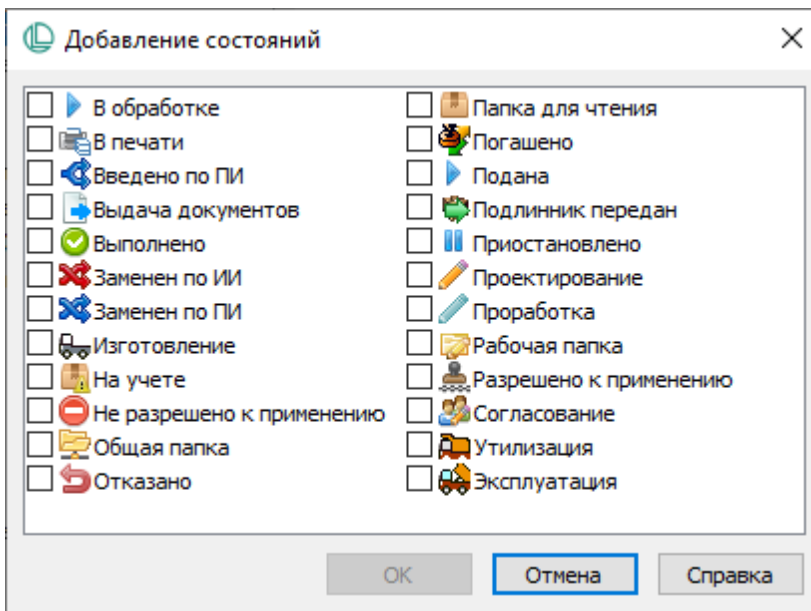 Добавление состояний
В обработке
В печати
Введено по ПИ
Выдача документов
Выполнено
Заменен по ИИ
Заменен по ПИ
Изготовление
На учете
Не разрешено к применению
Общая папка
Отказано
Папка для чтения
Погашено
Подана
Подлинник передан
Приостановлено
Проектирование
Проработка
Рабочая папка
Разрешено к применению
Согласование
Утилизация
Эксплуатация
ОК
Отмена
Справка